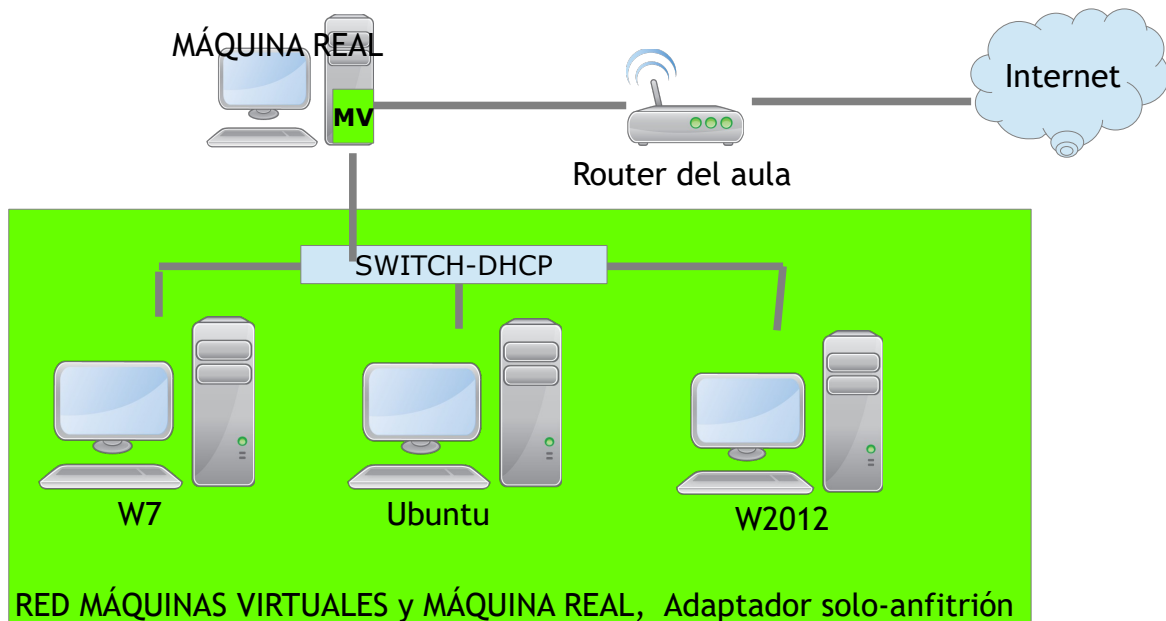 MÁQUINA REAL
MV
Internet
Router del aula
SWITCH-DHCP
W7
Ubuntu
W2012
RED MÁQUINAS VIRTUALES y MÁQUINA REAL, Adaptador solo-anfitrión